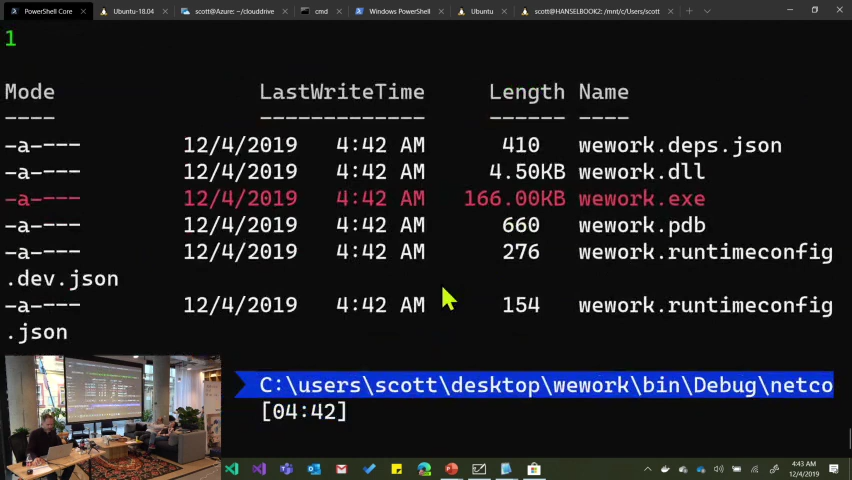 PowerShell Core
Ubuntu-18.04
scott@Azure: ~/clouddrive
cmd
Windows PowerShell
Ubuntu
scott@HANSELBOOK2: /mnt/c/Users/scott
1
Mode LastWriteTime Length Name
---- ------------- ------ ----
-a---- 12/4/2019 4:42 AM 410 wework.deps.json
-a---- 12/4/2019 4:42 AM 4.50KB wework.dll
-a---- 12/4/2019 4:42 AM 166.00KB wework.exe
-a---- 12/4/2019 4:42 AM 660 wework.pdb
-a---- 12/4/2019 4:42 AM 276 wework.runtimeconfig
.dev.json
-a---- 12/4/2019 4:42 AM 154 wework.runtimeconfig
.json
C:\users\scott\desktop\wework\bin\Debug\netco
[04:42]
4:43 AM
12/4/2019